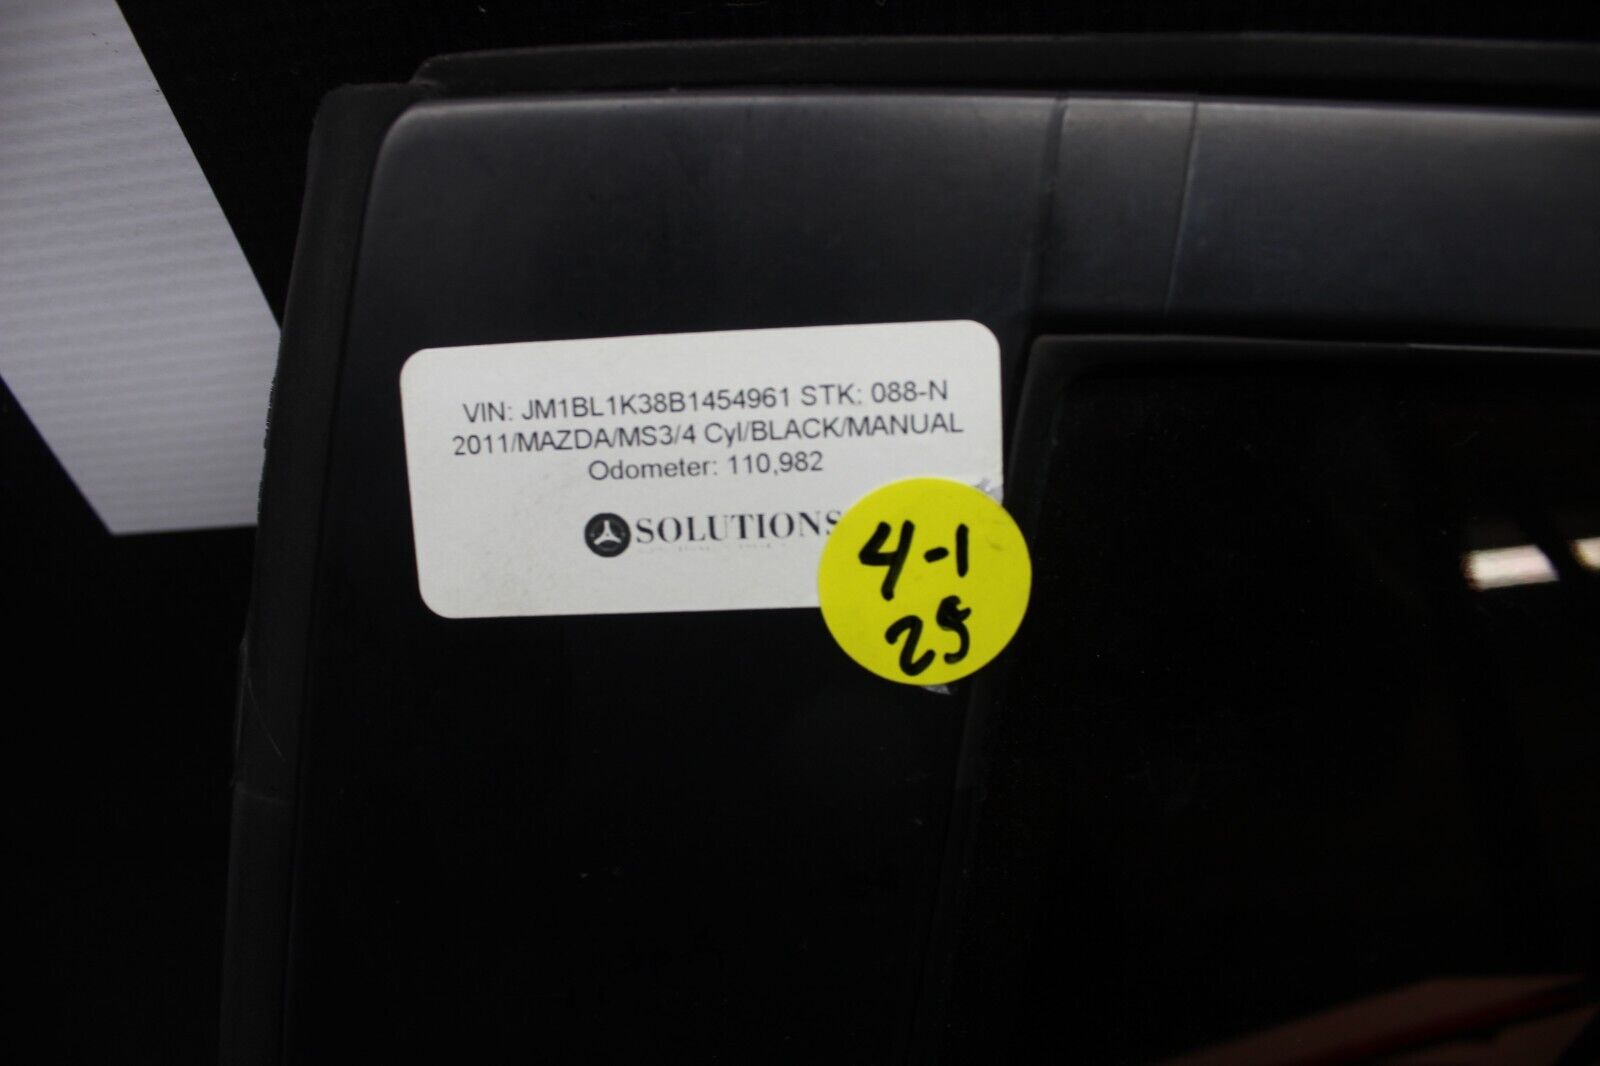 VIN: JM1BL1K38B1454961 STK: 088-N
2011/MAZDA/MS3/4 Cyl/BLACK/MANUAL
Odometer: 110,982
SOLUTIONS
4-1
25